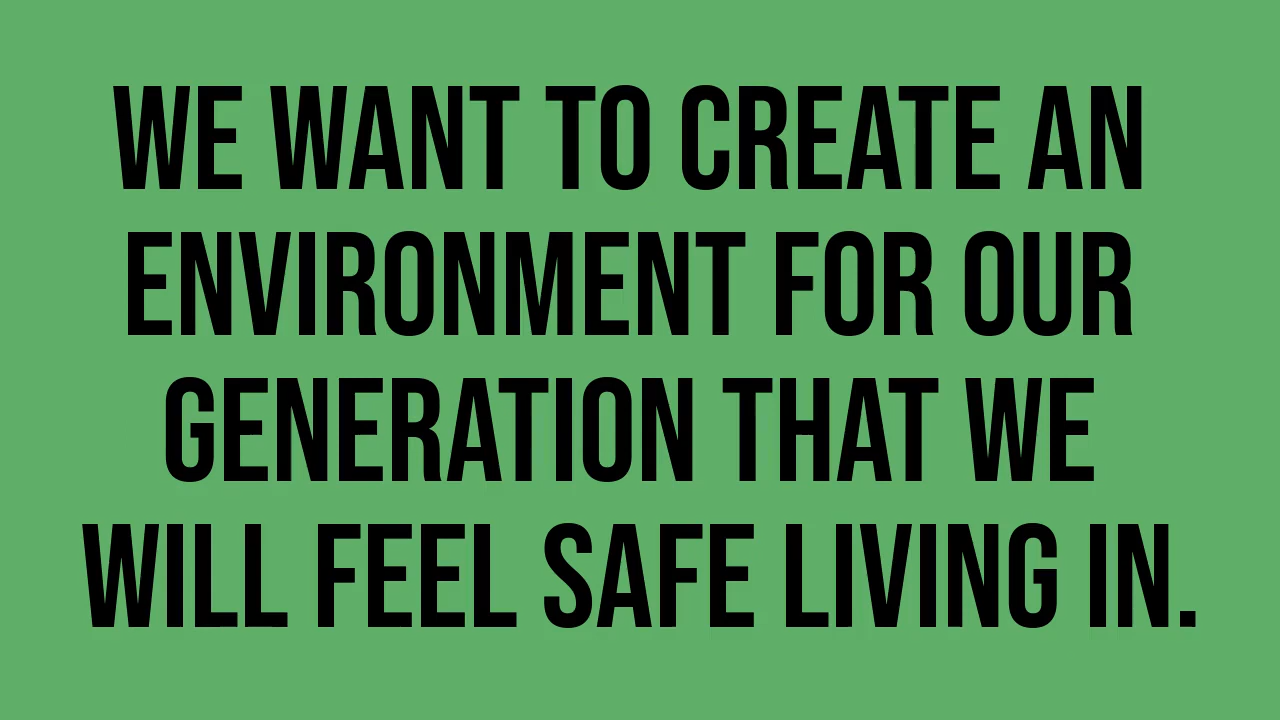 WE WANT TO CREATE AN
ENVIRONMENT FOR OUR
GENERATION THAT WE
WILL FEEL SAFE LIVING IN.